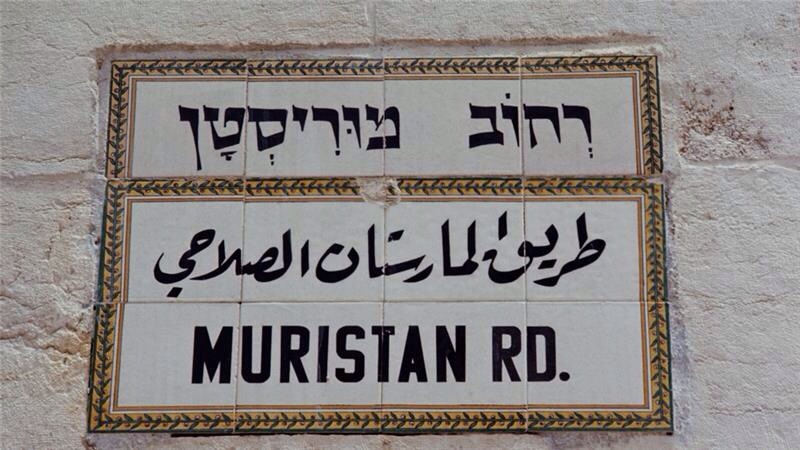 רְחוֹב מוּרִיסְטָן
طريق المارستان الصلاحي
MURISTAN RD.